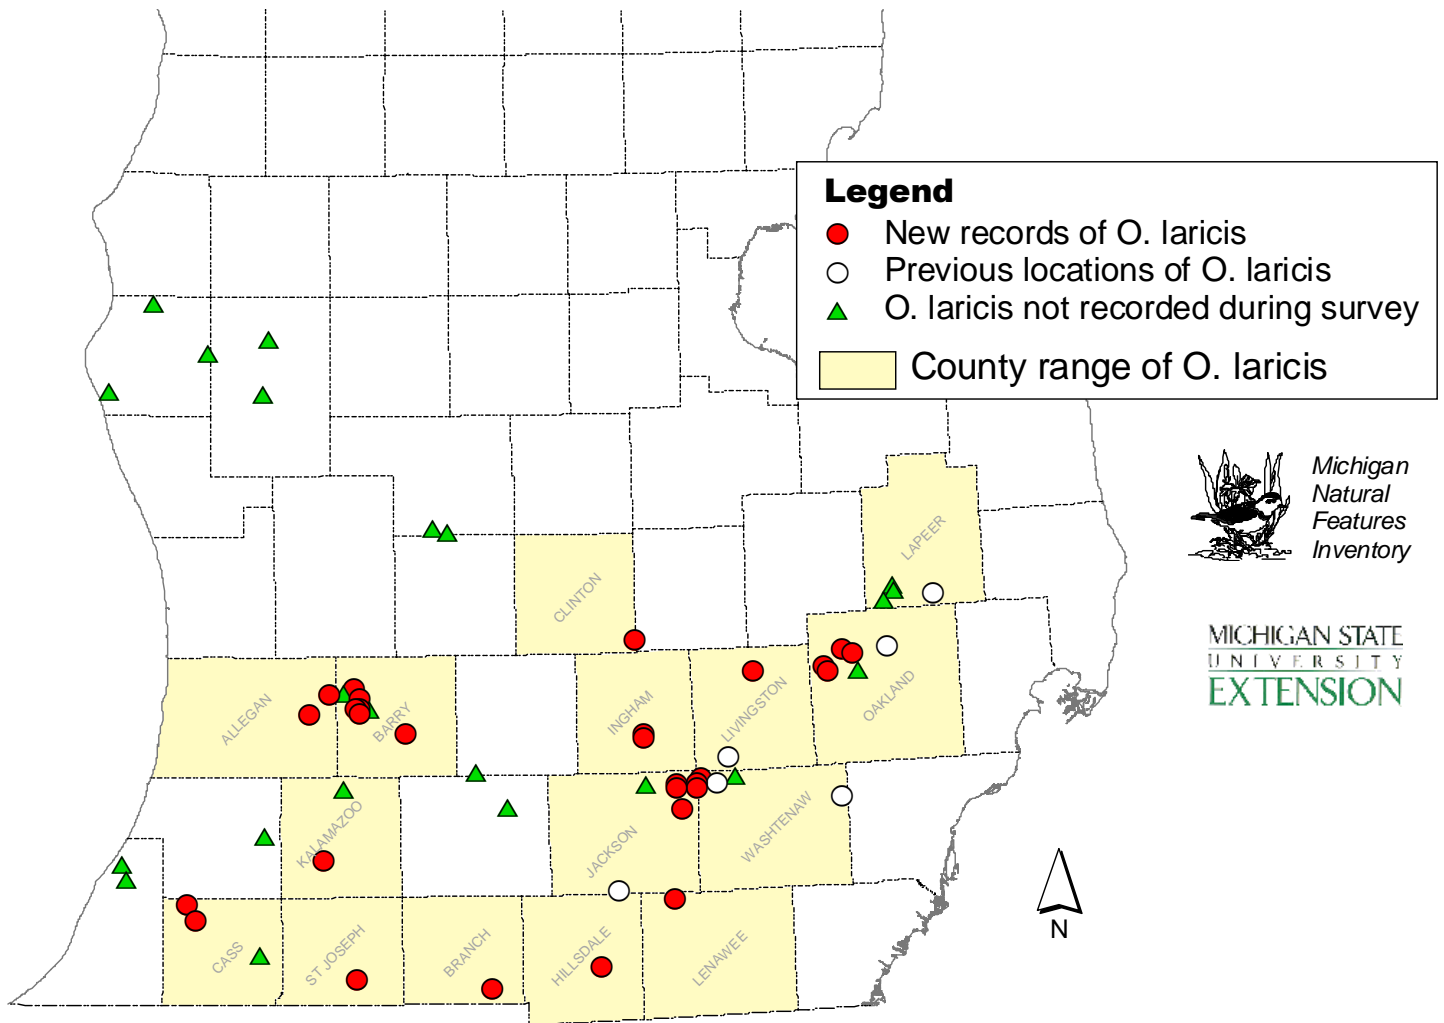 Legend
New records of O. laricis
Previous locations of O. laricis
O. laricis not recorded during survey
County range of O. laricis
Michigan
Natural
Features
Inventory
LAPEER
CLINTON
MICHIGAN STATE
UNIVERSITY
EXTENSION
ALLEGAN
BARRY
INGHAM
LIVINGSTON
OAKLAND
KALAMAZOO
JACKSON
WASHTENAW
CASS
ST JOSEPH
BRANCH
HILLSDALE
LENAWEE
N